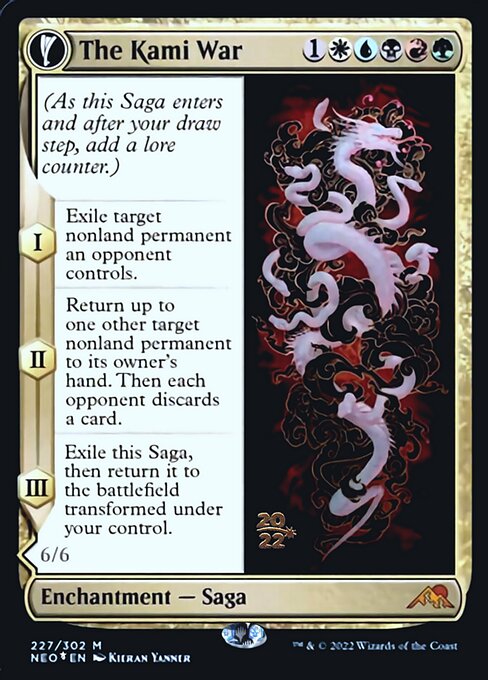 The Kami War 1
(As this Saga enters
and after your draw
step, add a lore
counter.)
I
Exile target
nonland permanent
an opponent
controls.
II
Return up to
one other target
nonland permanent
to its owner's
hand. Then each
opponent discards
a card.
III
Exile this Saga,
then return it to
the battlefield
transformed under
your control.
6/6
20
22
Enchantment — Saga
227/302 M
NEO★EN Kieran Yanner
™ & © 2022 Wizards of the Coast